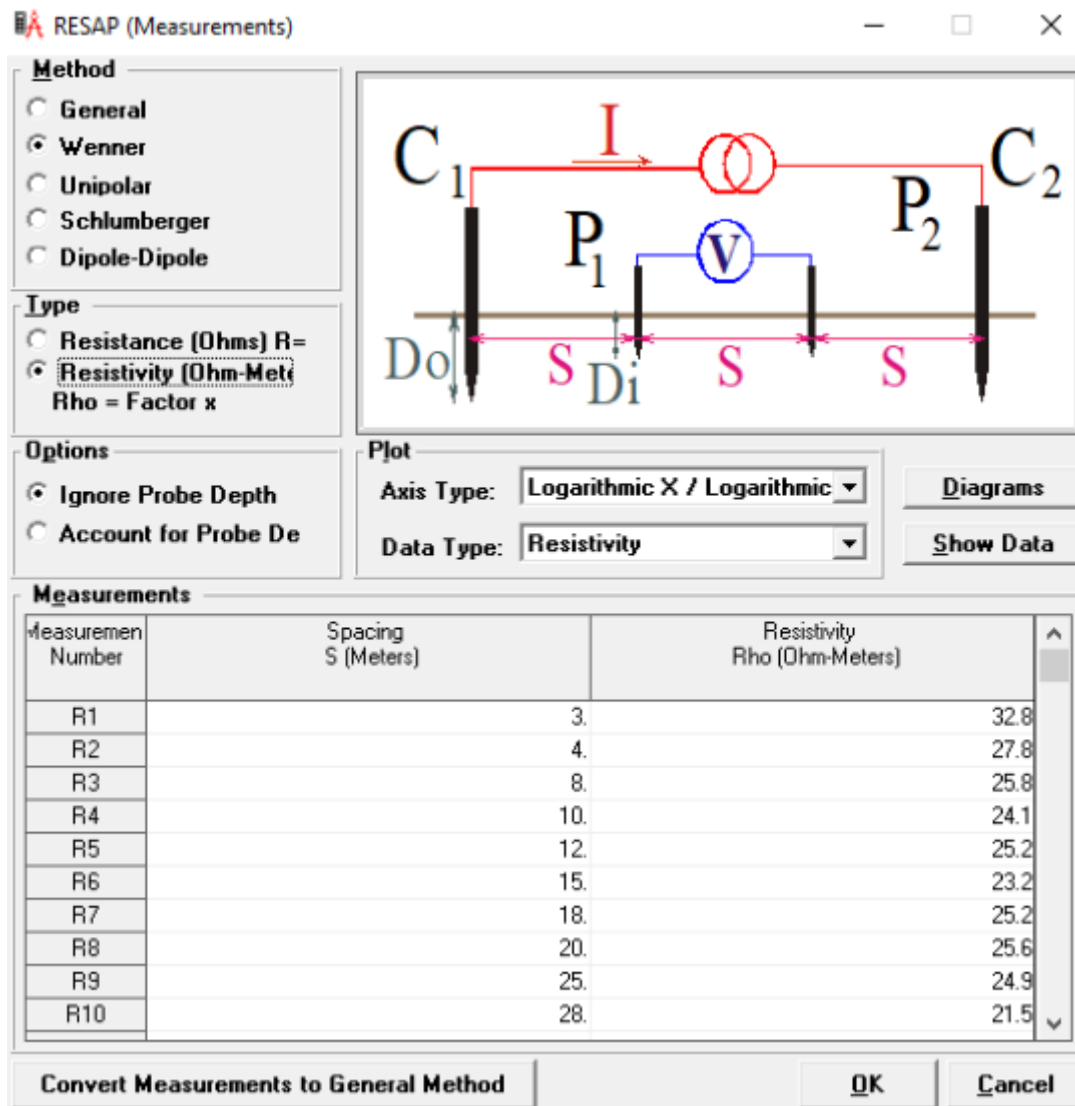 RESAP (Measurements)
Method
General
Wenner
Unipolar
Schlumberger
Dipole-Dipole
C1 I C2
P1 V P2
Do S Di S S
Type
Resistance (Ohms) R=
Resistivity (Ohm-Mete
Rho = Factor x
Options
Ignore Probe Depth
Account for Probe De
Plot
Axis Type: Logarithmic X / Logarithmic
Data Type: Resistivity
Diagrams
Show Data
Measurements
Measuremen Spacing Resistivity
Number S (Meters) Rho (Ohm-Meters)
R1 3. 32.8
R2 4. 27.8
R3 8. 25.8
R4 10. 24.1
R5 12. 25.2
R6 15. 23.2
R7 18. 25.2
R8 20. 25.6
R9 25. 24.9
R10 28. 21.5
Convert Measurements to General Method OK Cancel